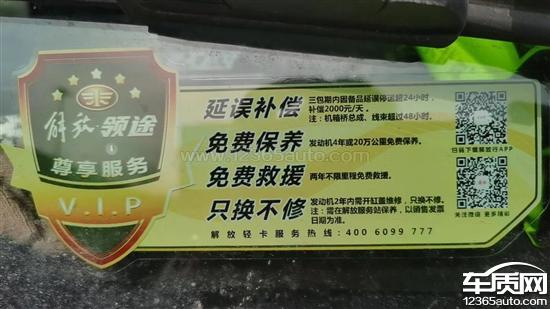 解放领途
尊享服务
V.I.P
延误补偿
三包期内因备品延误停运超24小时，
补偿2000元/天。
注：机箱桥总成、线束超过48小时。
免费保养
发动机4年或20万公里免费保养。
免费救援
两年不限里程免费救援。
只换不修
发动机2年内需开缸盖维修，只换不修。
注：需在解放服务站保养，以销售发票
日期为准。
解放轻卡服务热线：400 6099 777
扫码下载解放行APP
关注微信 更多精彩
www.12365auto.com
车质网
12365auto.com